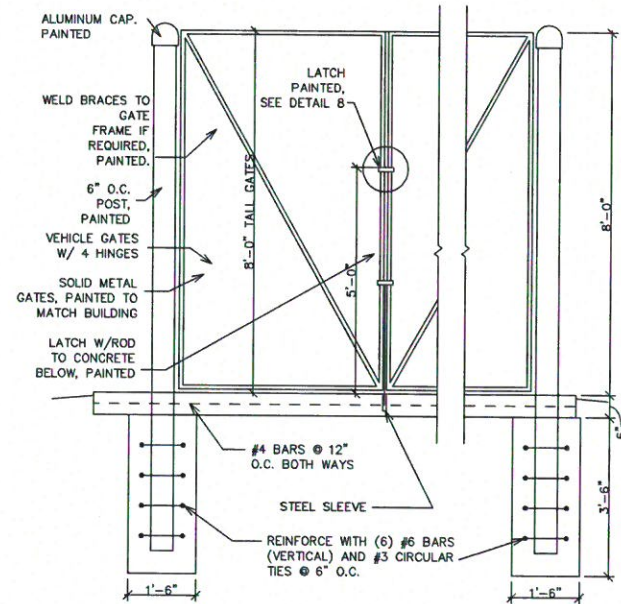 ALUMINUM CAP.
PAINTED
WELD BRACES TO
GATE
FRAME IF
REQUIRED,
PAINTED.
6" O.C.
POST,
PAINTED
VEHICLE GATES
W/ 4 HINGES
SOLID METAL
GATES, PAINTED TO
MATCH BUILDING
LATCH W/ROD
TO CONCRETE
BELOW, PAINTED
8'-0" TALL GATES
LATCH
PAINTED,
SEE DETAIL 8
5'-0"
8'-0"
6"
3'-6"
#4 BARS @ 12"
O.C. BOTH WAYS
STEEL SLEEVE
REINFORCE WITH (6) #6 BARS
(VERTICAL) AND #3 CIRCULAR
TIES @ 6" O.C.
1'-6"
1'-6"